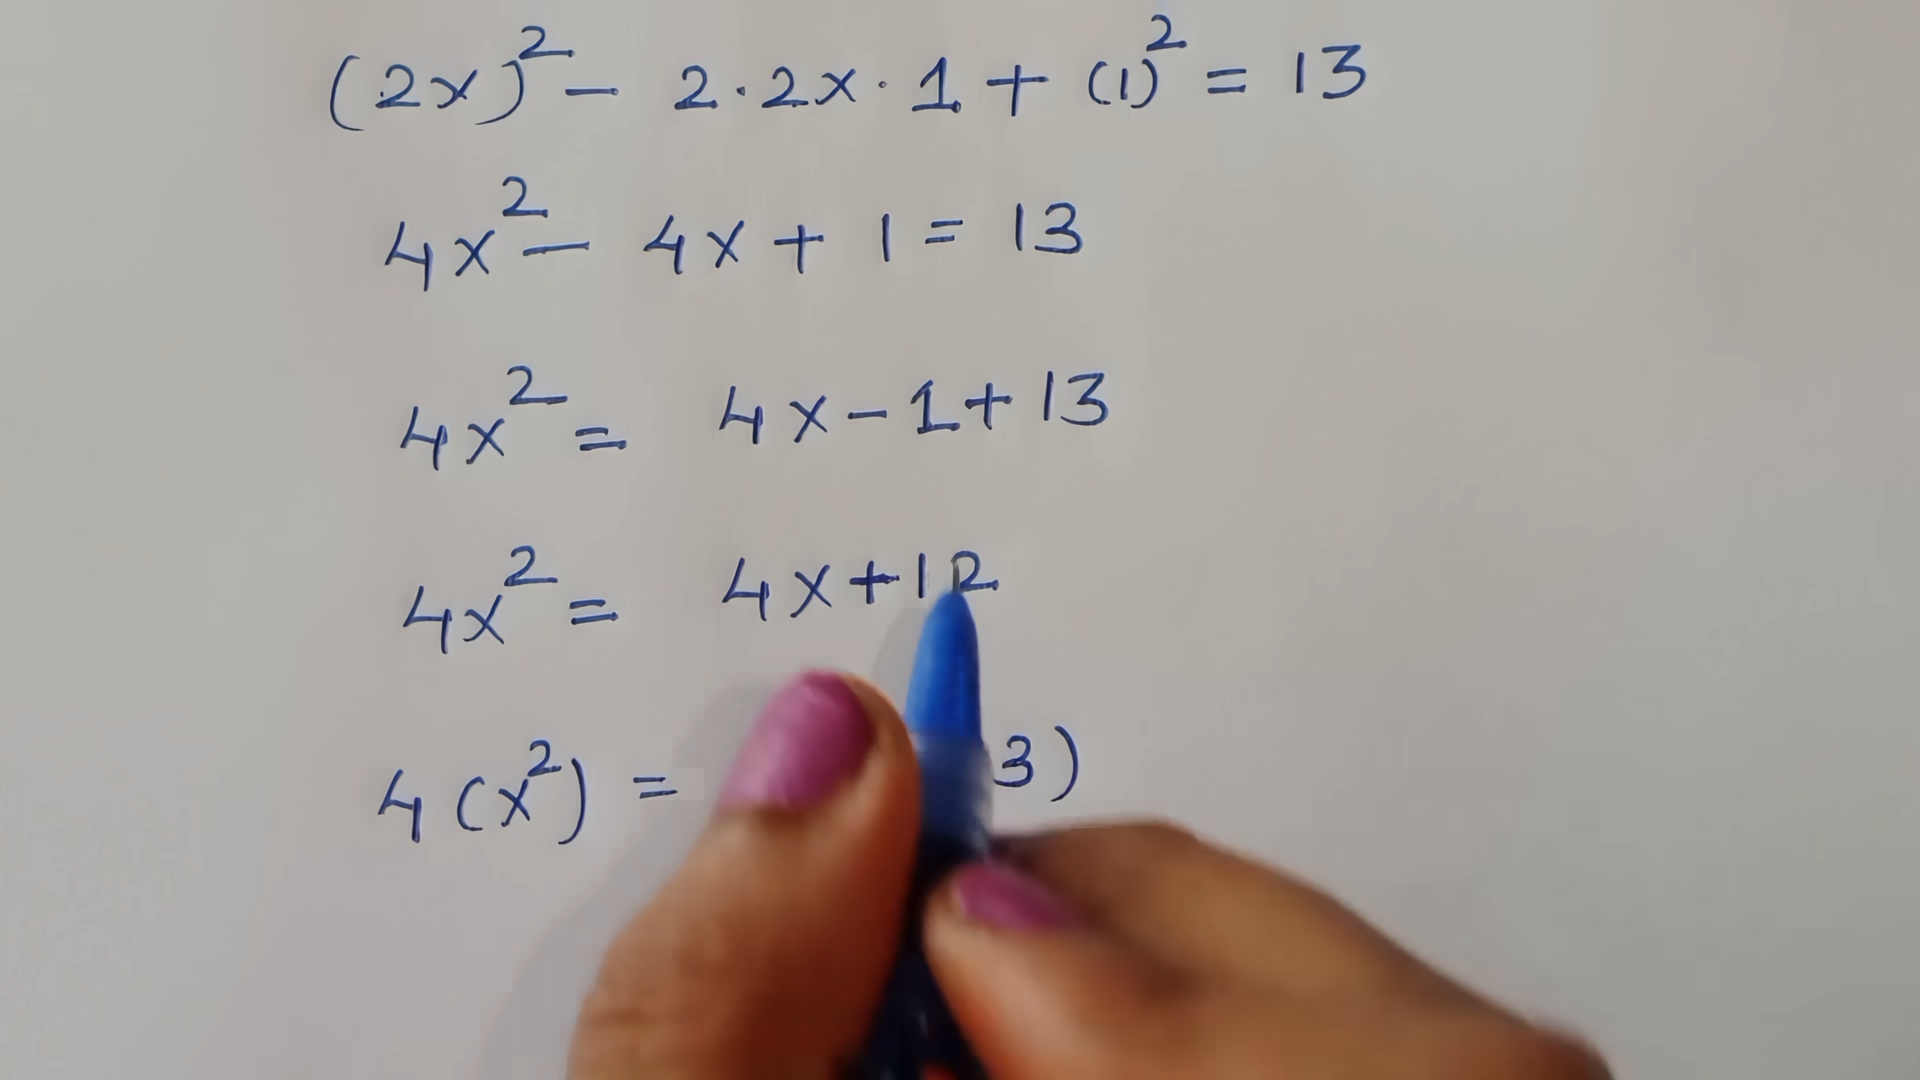 (2x)² - 2·2x·1 + (1)² = 13
4x² - 4x + 1 = 13
4x² = 4x - 1 + 13
4x² = 4x + 12
4(x²) = 3)